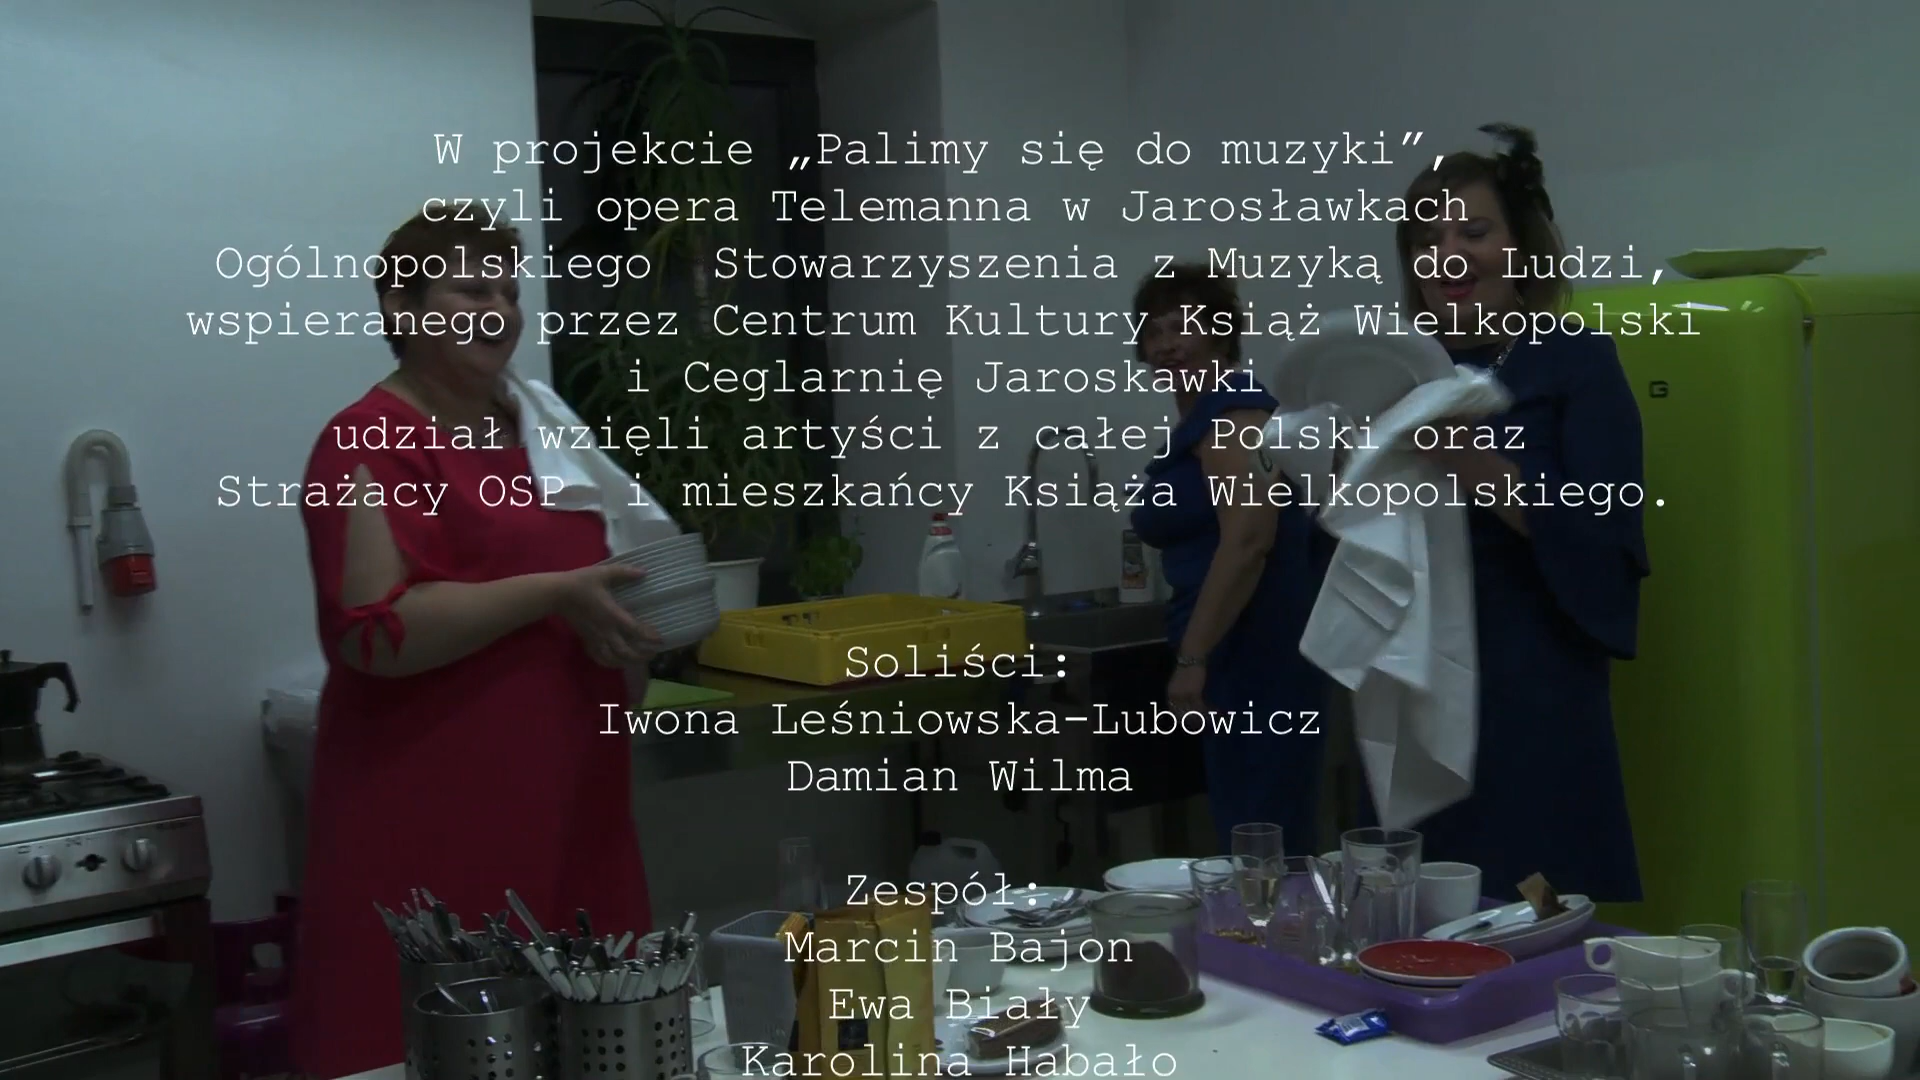 W projekcie „Palimy się do muzyki”,
czyli opera Telemanna w Jarosławkach
Ogólnopolskiego Stowarzyszenia z Muzyką do Ludzi,
wspieranego przez Centrum Kultury Książ Wielkopolski
i Ceglarnię Jaroskawki
udział wzięli artyści z całej Polski oraz
Strażacy OSP i mieszkańcy Książa Wielkopolskiego.
Soliści:
Iwona Leśniowska-Lubowicz
Damian Wilma
Zespół:
Marcin Bajon
Ewa Biały
Karolina Habało